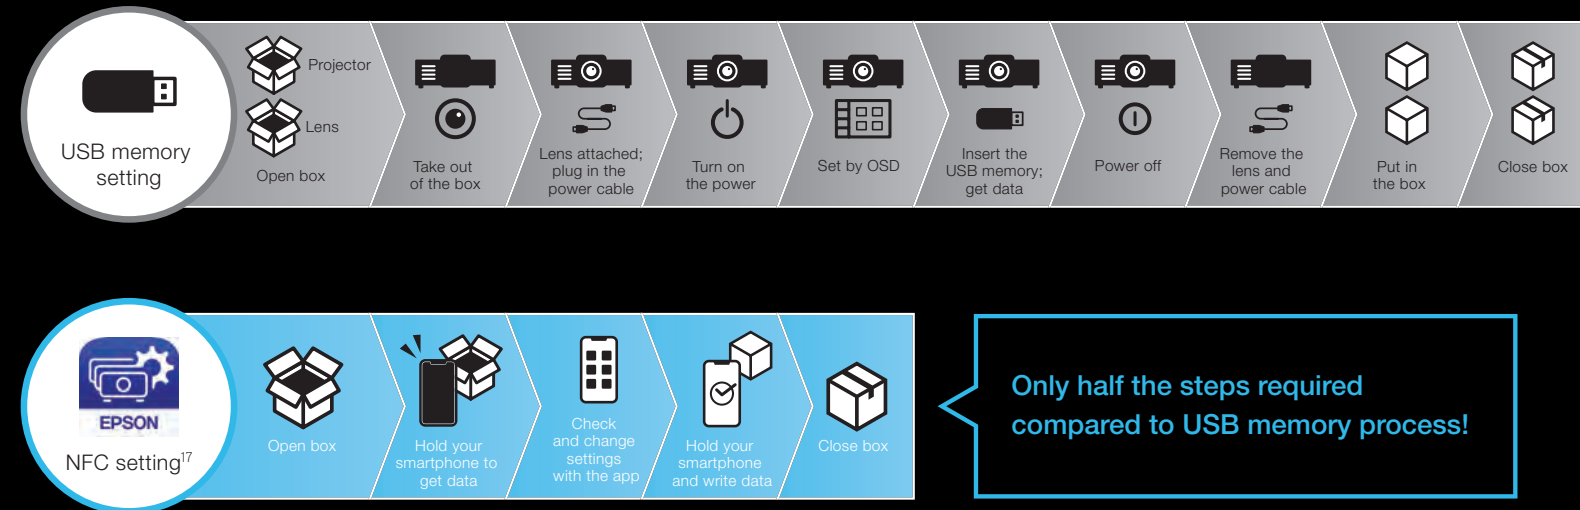 Projector
Lens
Open box
Take out
of the box
Lens attached;
plug in the
power cable
Turn on
the power
Set by OSD
Insert the
USB memory;
get data
Power off
Remove the
lens and
power cable
Put in
the box
Close box
USB memory
setting
EPSON
NFC setting17
Open box
Hold your
smartphone to
get data
Check
and change
settings
with the app
Hold your
smartphone
and write data
Close box
Only half the steps required
compared to USB memory process!